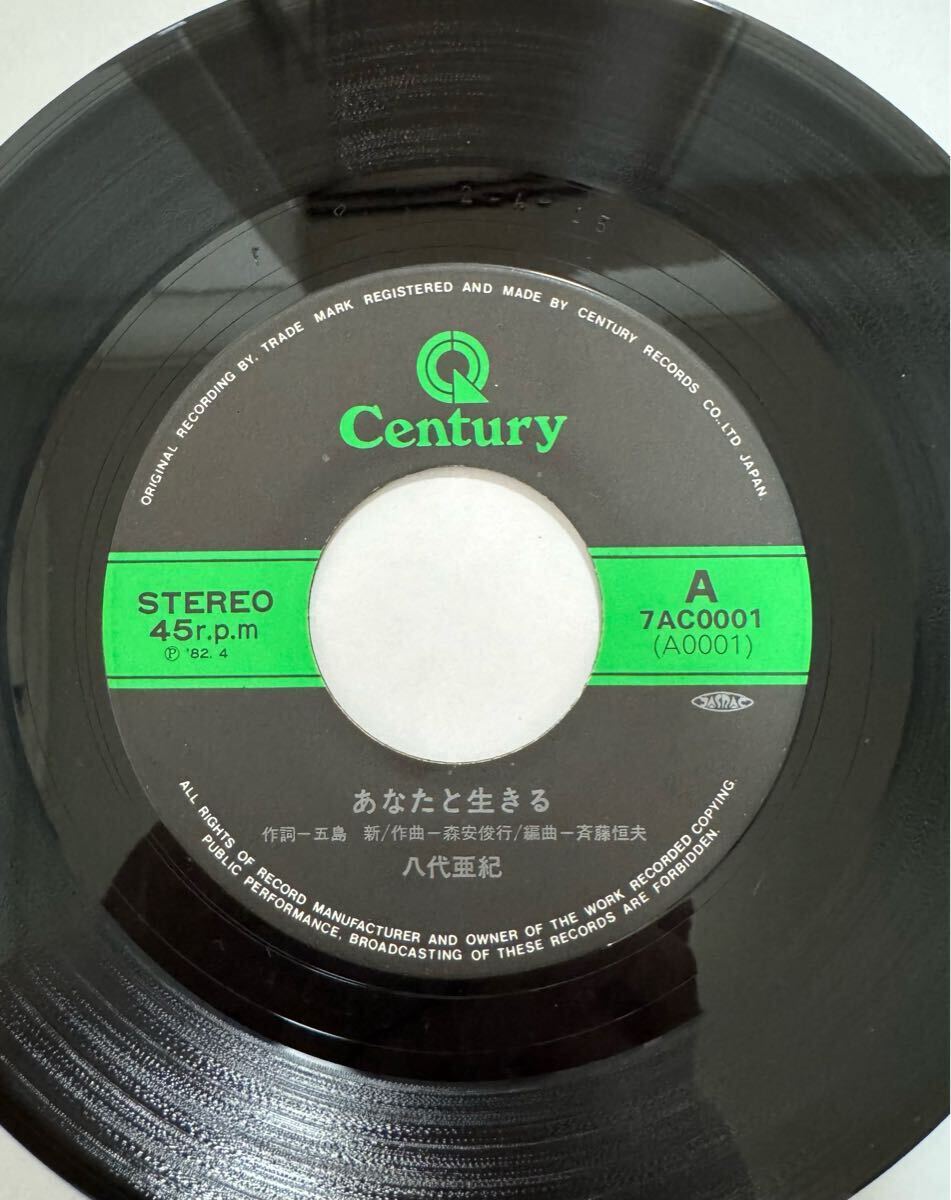 ORIGINAL RECORDING BY, TRADE MARK REGISTERED AND MADE BY CENTURY RECORDS CO., LTD JAPAN.
Century
STEREO
45r.p.m
Ⓟ '82. 4
A
7AC0001
(A0001)
JASRAC
あなたと生きる
作詞ー五島 新/作曲ー森安俊行/編曲ー斉藤恒夫
八代亜紀
ALL RIGHTS OF RECORD MANUFACTURER AND OWNER OF THE WORK RECORDED COPYING.
PUBLIC PERFORMANCE, BROADCASTING OF THESE RECORDS ARE FORBIDDEN.